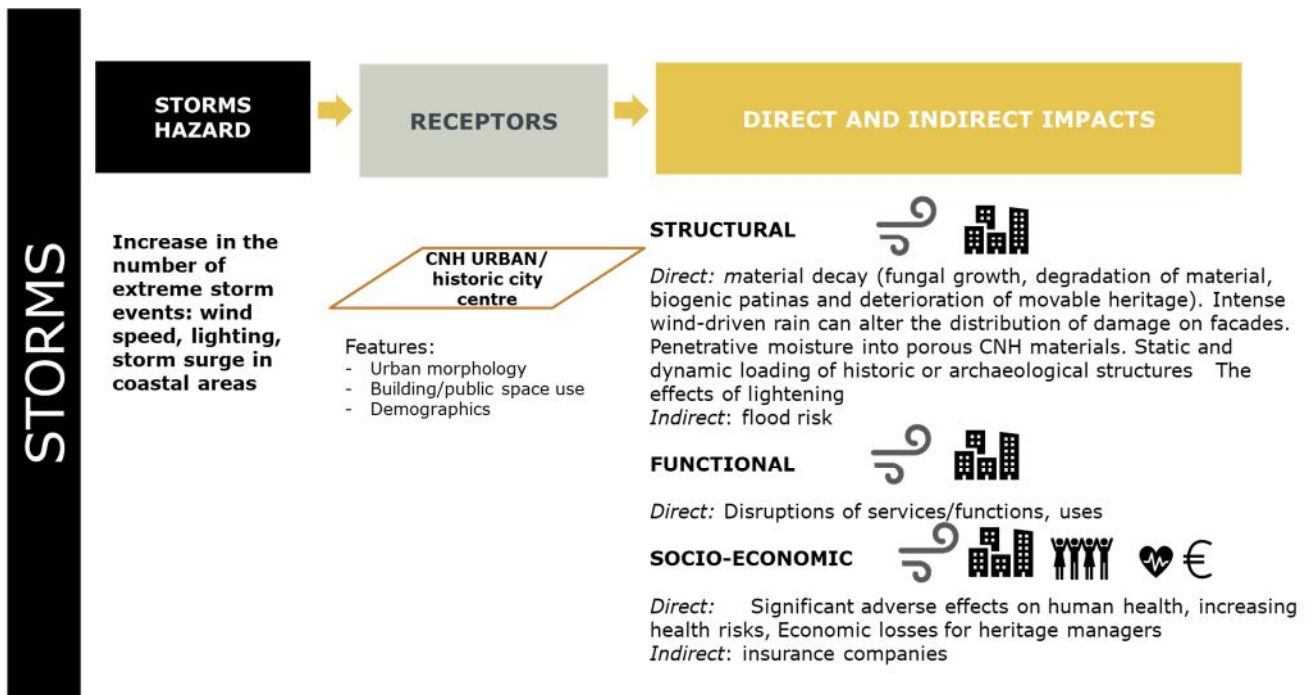 STORMS
STORMS
HAZARD
RECEPTORS
DIRECT AND INDIRECT IMPACTS
Increase in the
number of
extreme storm
events: wind
speed, lighting,
storm surge in
coastal areas
CNH URBAN/
historic city
centre
Features:
- Urban morphology
- Building/public space use
- Demographics
STRUCTURAL
Direct: material decay (fungal growth, degradation of material,
biogenic patinas and deterioration of movable heritage). Intense
wind-driven rain can alter the distribution of damage on facades.
Penetrative moisture into porous CNH materials. Static and
dynamic loading of historic or archaeological structures The
effects of lightening
Indirect: flood risk
FUNCTIONAL
Direct: Disruptions of services/functions, uses
SOCIO-ECONOMIC €
Direct: Significant adverse effects on human health, increasing
health risks, Economic losses for heritage managers
Indirect: insurance companies